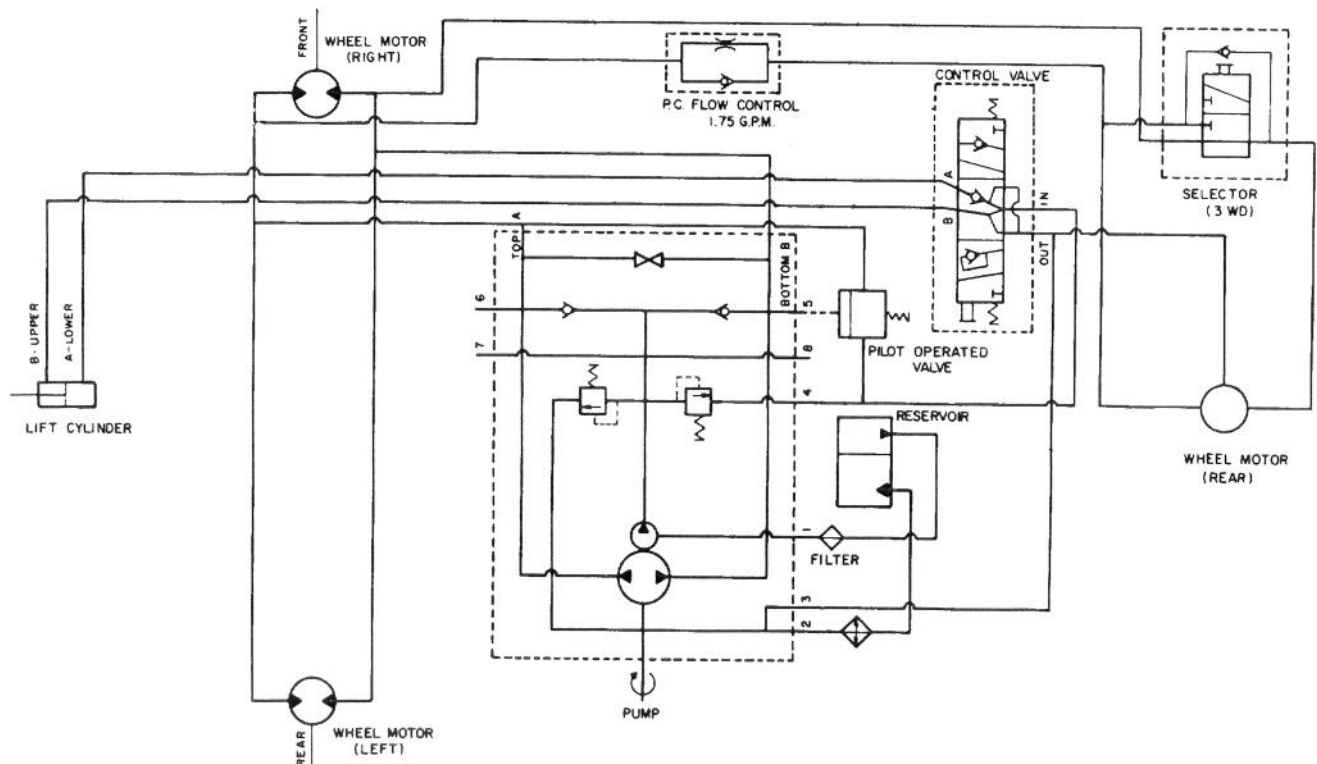 FRONT
WHEEL MOTOR
(RIGHT)
P.C. FLOW CONTROL
1.75 G.P.M.
CONTROL VALVE
A
B
IN
OUT
SELECTOR
(3 WD)
B-UPPER
A-LOWER
LIFT CYLINDER
A
TOP
BOTTOM B
6
5
7
8
4
PILOT OPERATED
VALVE
RESERVOIR
1
FILTER
3
2
PUMP
WHEEL MOTOR
(REAR)
WHEEL MOTOR
(LEFT)
REAR